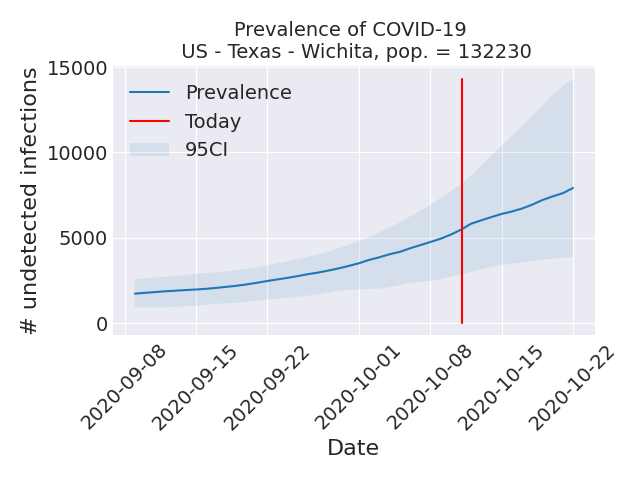 Prevalence of COVID-19
US - Texas - Wichita, pop. = 132230
15000
10000
5000
0
# undetected infections
Prevalence
Today
95CI
2020-09-08
2020-09-15
2020-09-22
2020-10-01
2020-10-08
2020-10-15
2020-10-22
Date